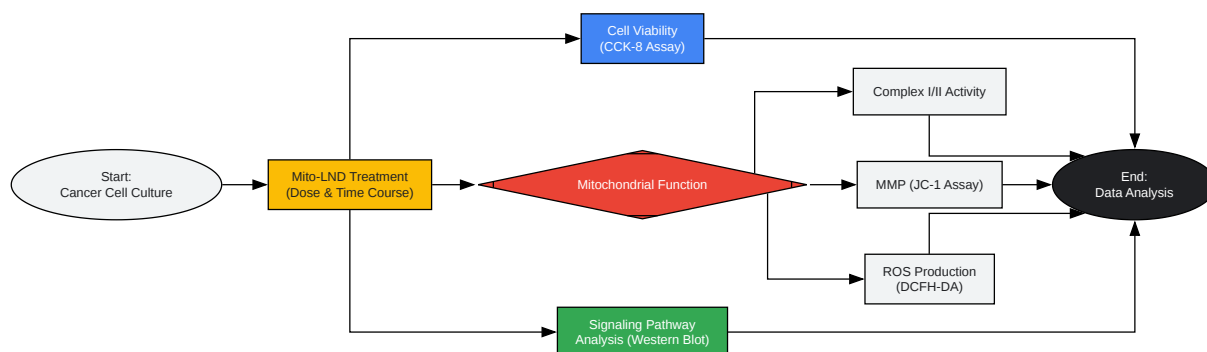 Start:
Cancer Cell Culture
Mito-LND Treatment
(Dose & Time Course)
Cell Viability
(CCK-8 Assay)
Mitochondrial Function
Signaling Pathway
Analysis (Western Blot)
Complex I/II Activity
MMP (JC-1 Assay)
ROS Production
(DCFH-DA)
End:
Data Analysis